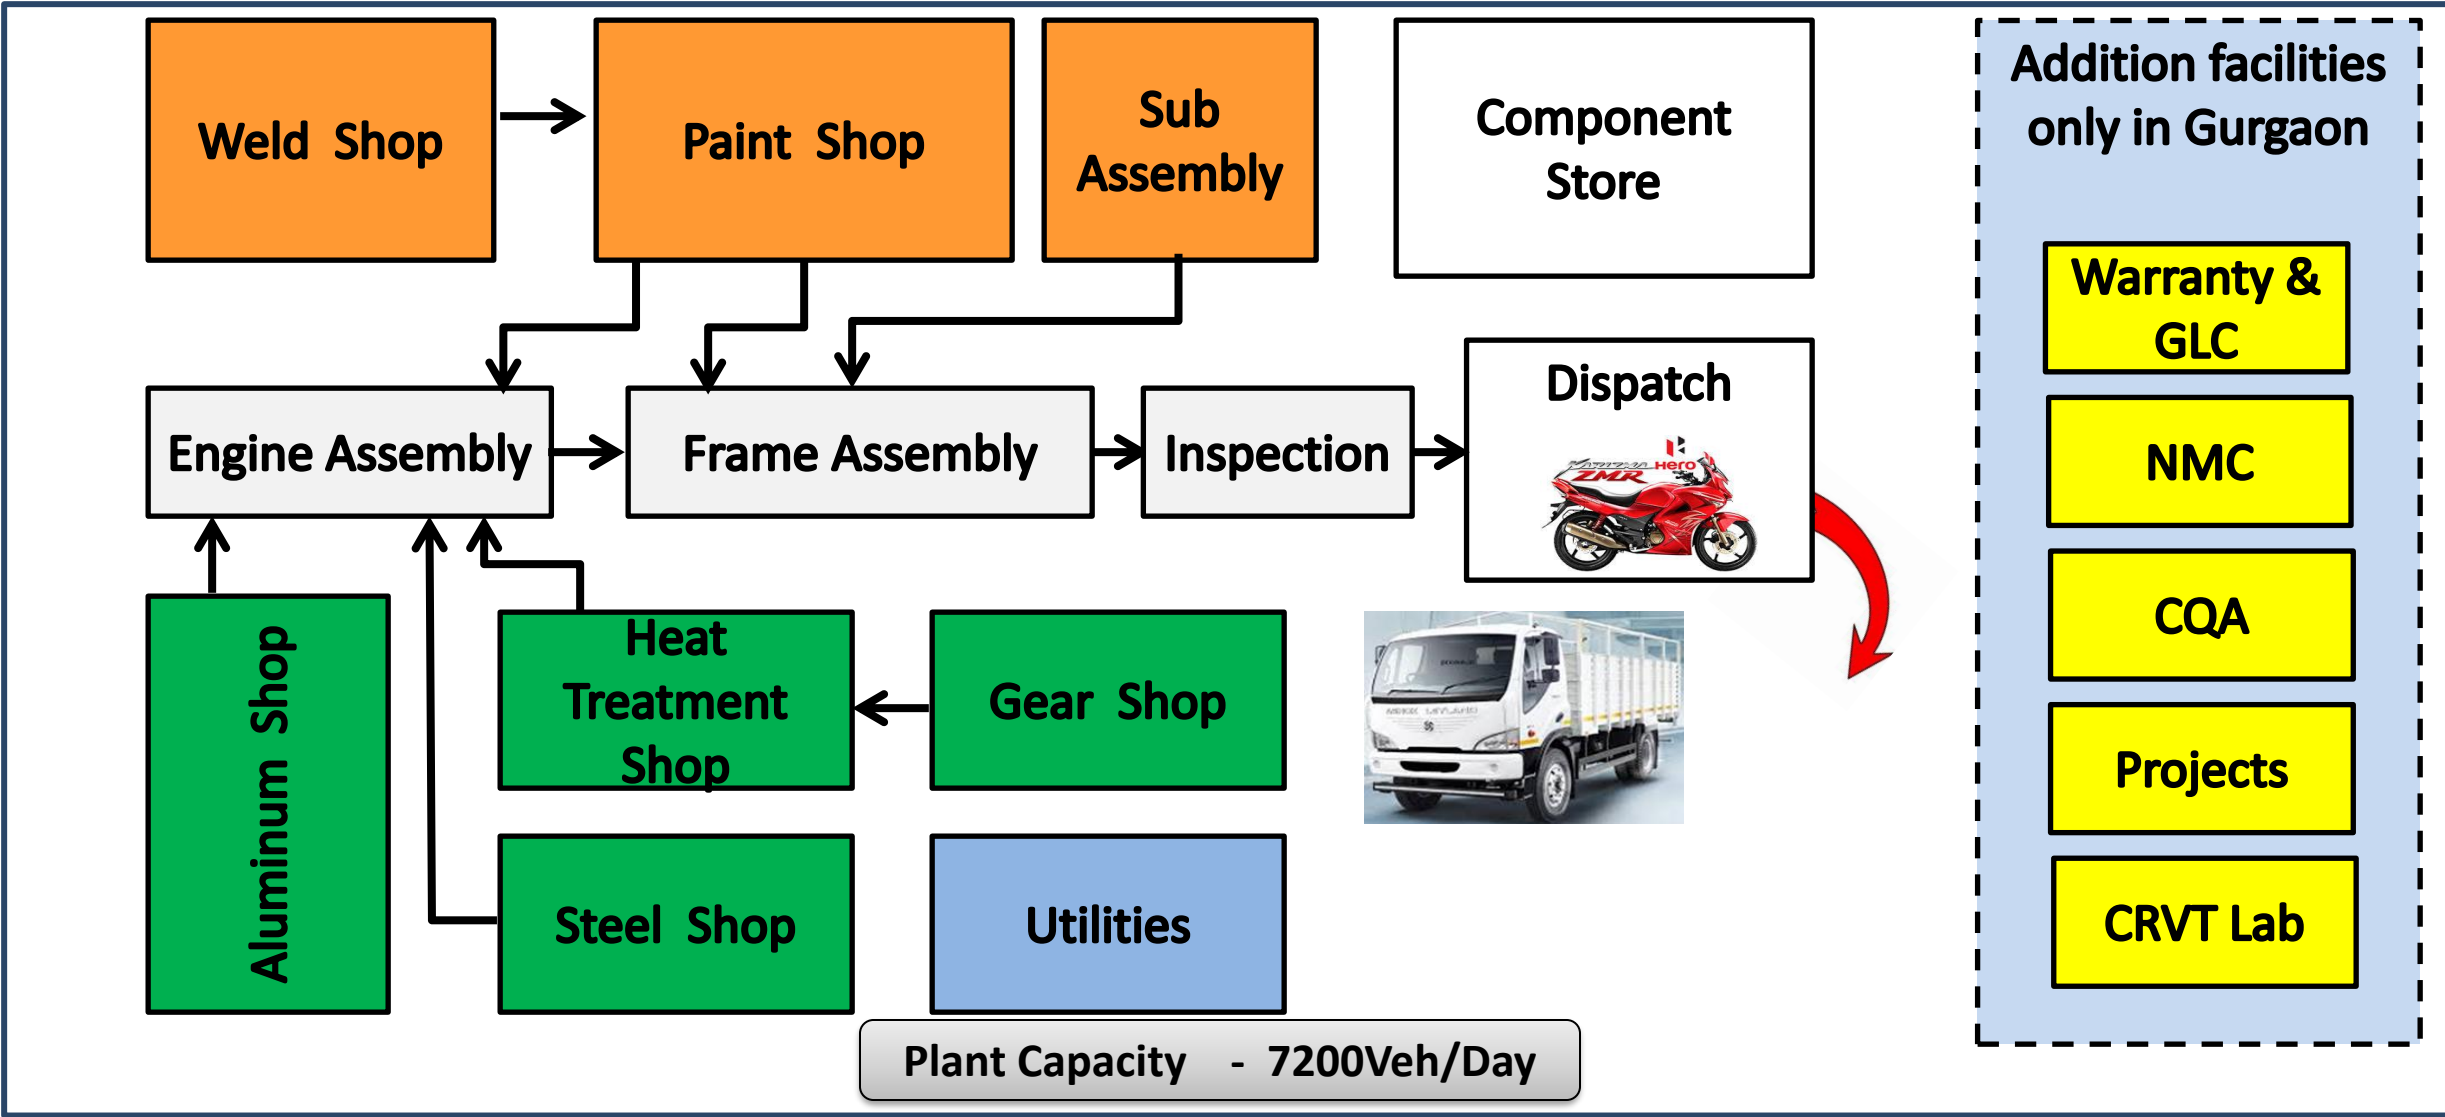 Weld Shop
Paint Shop
Sub
Assembly
Component
Store
Addition facilities
only in Gurgaon
Warranty &
GLC
NMC
CQA
Projects
CRVT Lab
Engine Assembly
Frame Assembly
Inspection
Dispatch
Hero
ZMR
Aluminum Shop
Heat
Treatment
Shop
Gear Shop
Steel Shop
Utilities
Plant Capacity - 7200Veh/Day